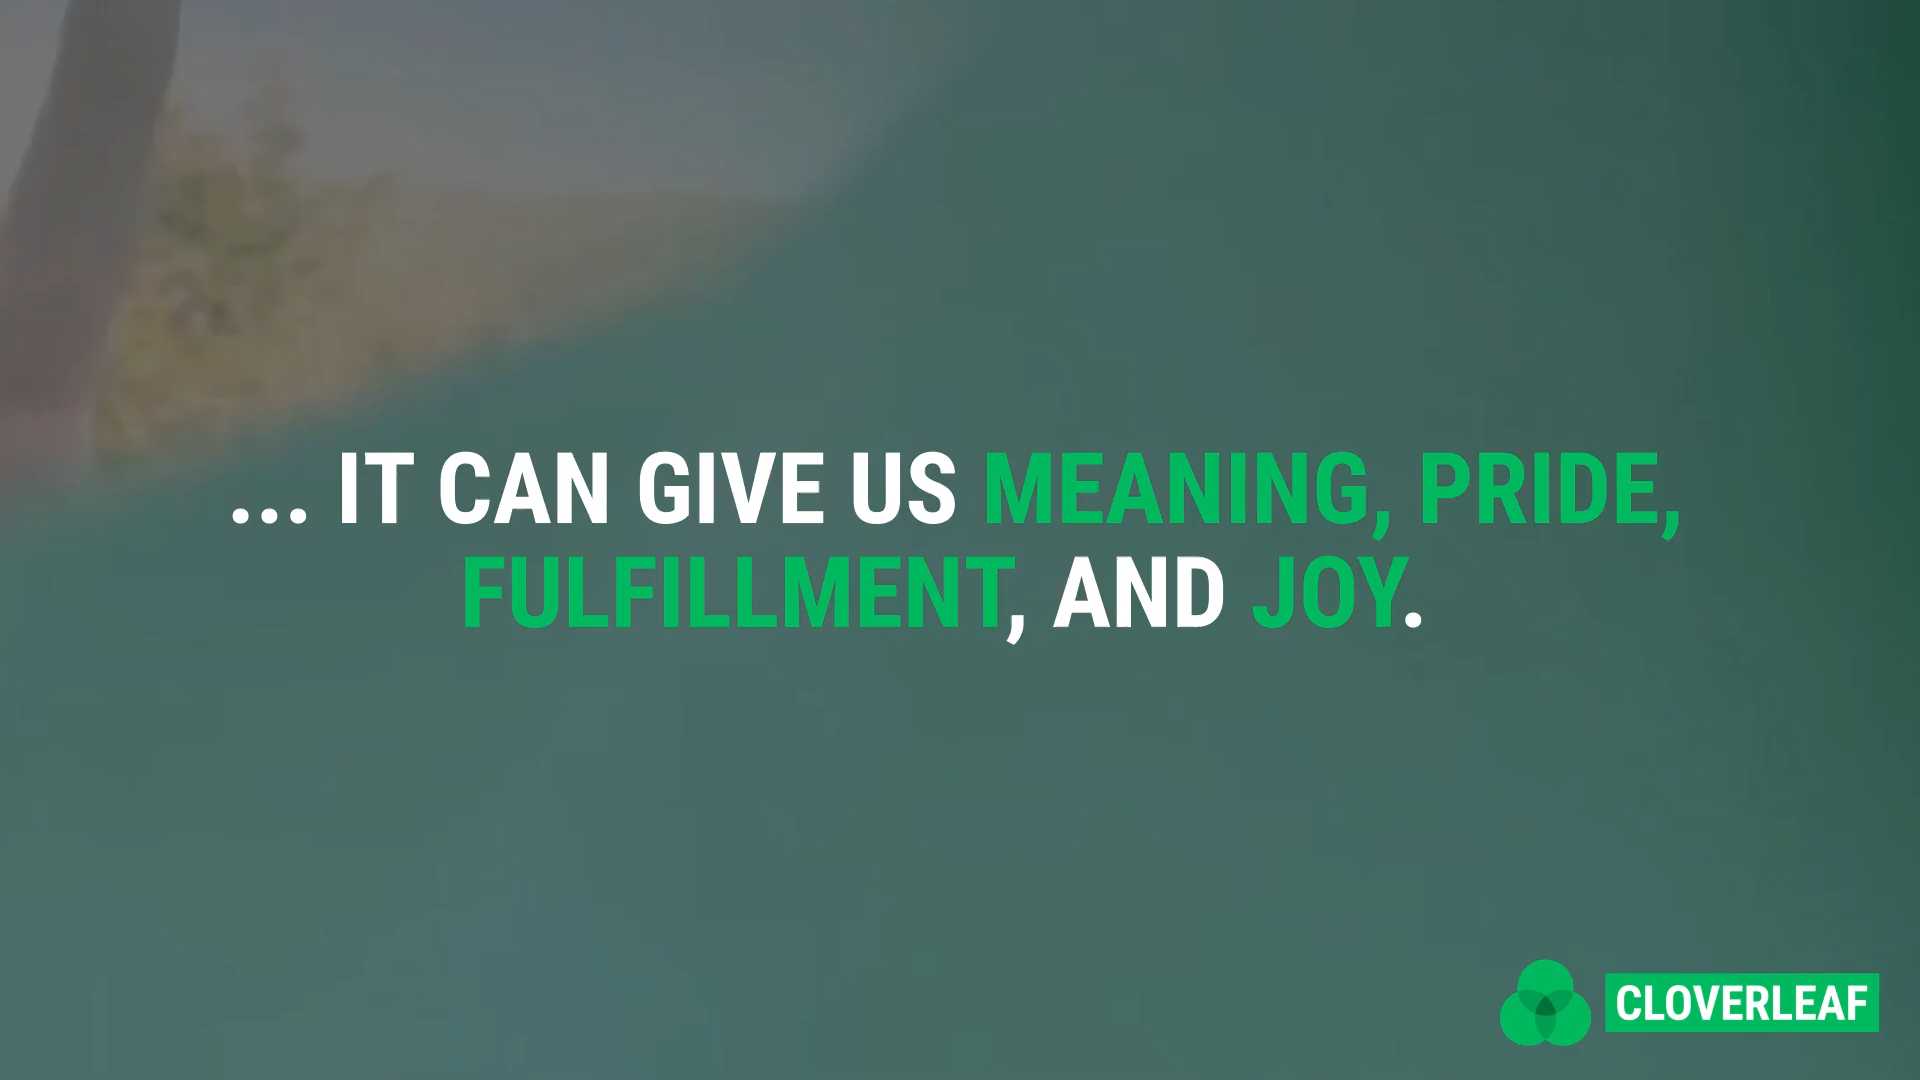 ... IT CAN GIVE US MEANING, PRIDE,
FULFILLMENT, AND JOY.
CLOVERLEAF